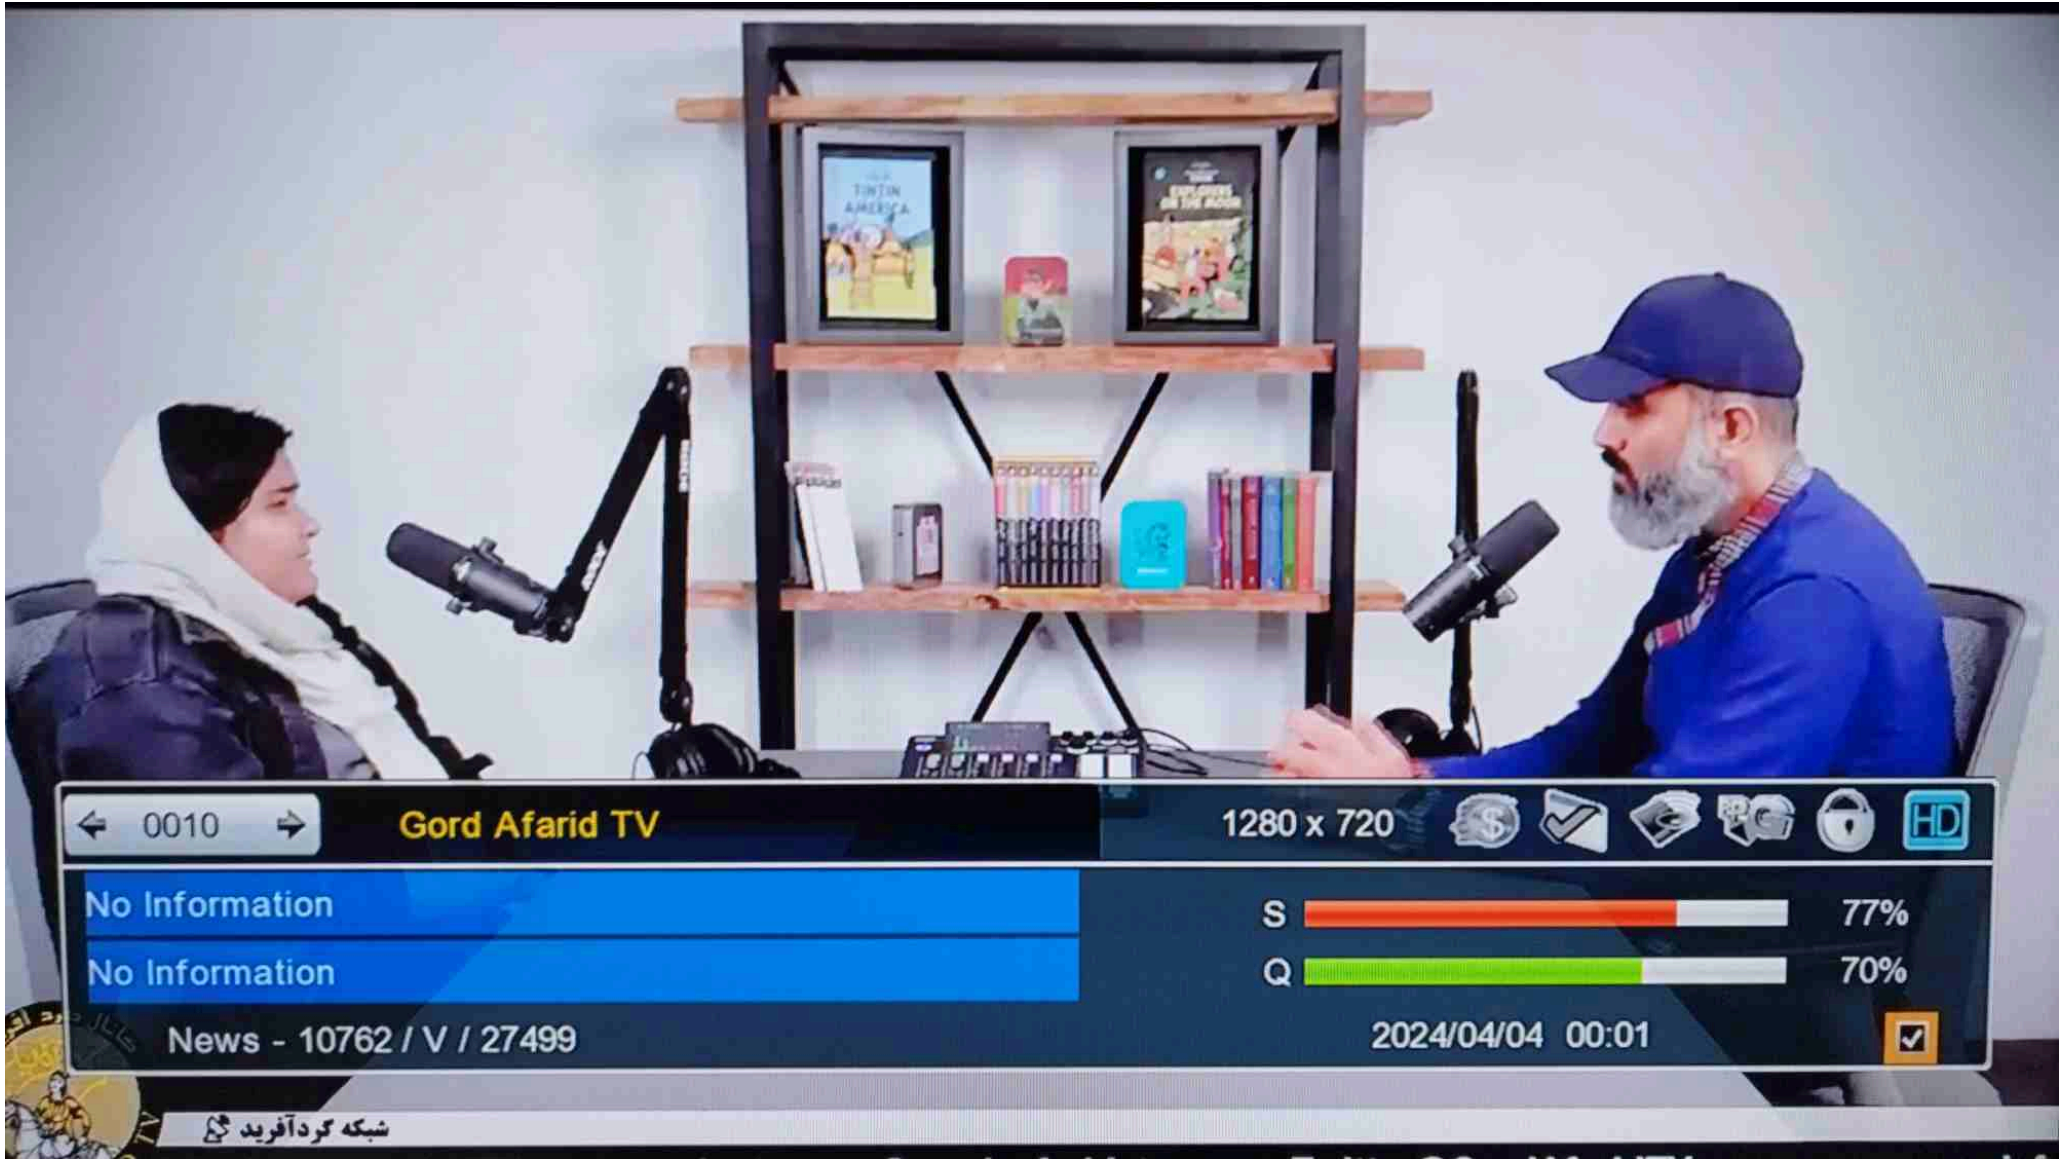 TINTIN
AMERICA
EXPLORERS
ON THE MOON
0010
Gord Afarid TV
1280 x 720
HD
No Information
S
77%
No Information
Q
70%
News - 10762 / V / 27499
2024/04/04 00:01
TV
شبکه گردآفرید